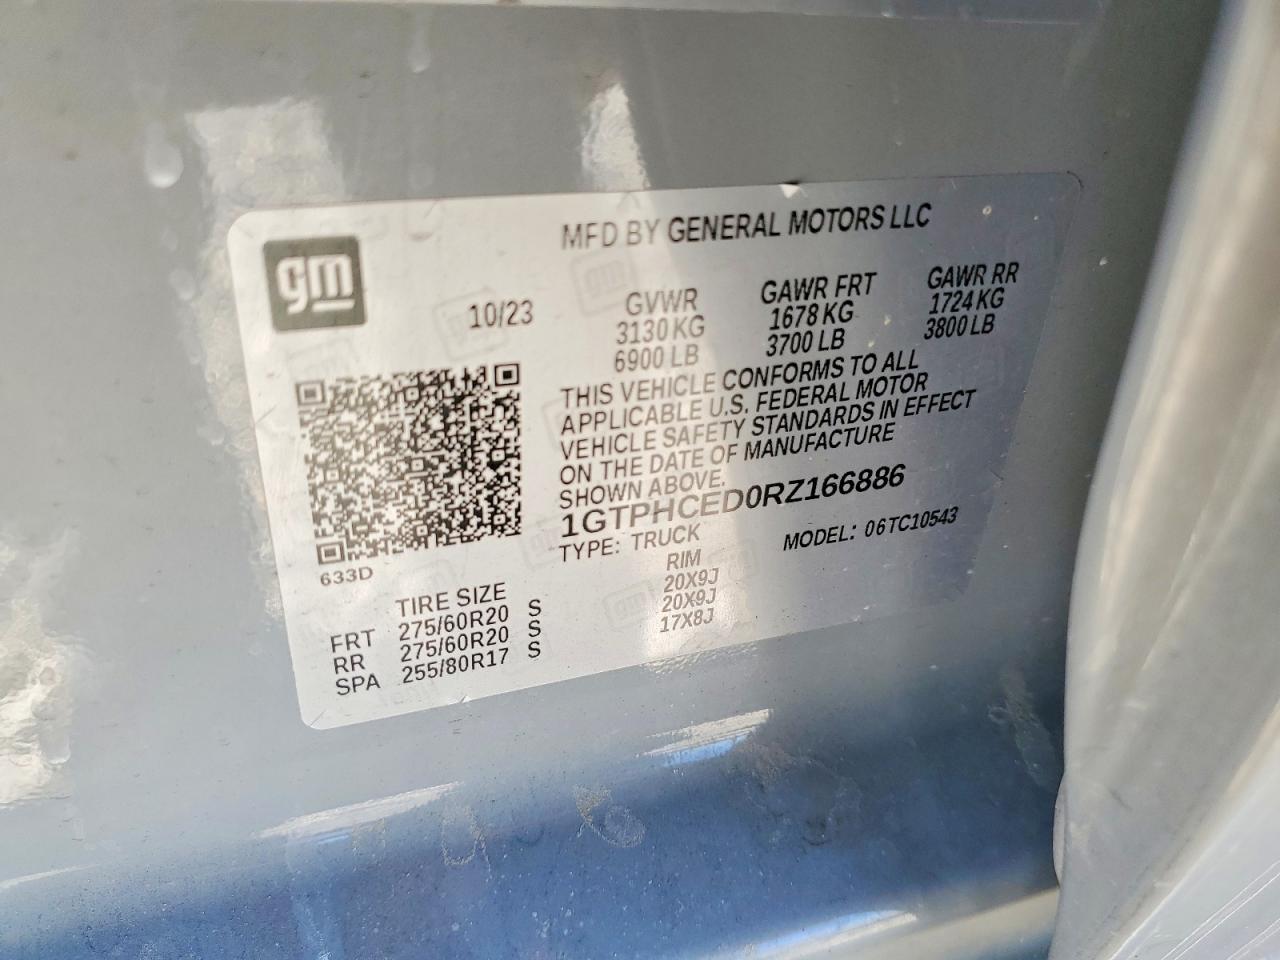 gm
MFD BY GENERAL MOTORS LLC
10/23
GVWR GAWR FRT GAWR RR
3130 KG 1678 KG 1724 KG
6900 LB 3700 LB 3800 LB
THIS VEHICLE CONFORMS TO ALL
APPLICABLE U.S. FEDERAL MOTOR
VEHICLE SAFETY STANDARDS IN EFFECT
ON THE DATE OF MANUFACTURE
SHOWN ABOVE.
1GTPHCED0RZ166886
TYPE: TRUCK MODEL: 06TC10543
633D
TIRE SIZE RIM
FRT 275/60R20 S 20X9J
RR 275/60R20 S 20X9J
SPA 255/80R17 S 17X8J